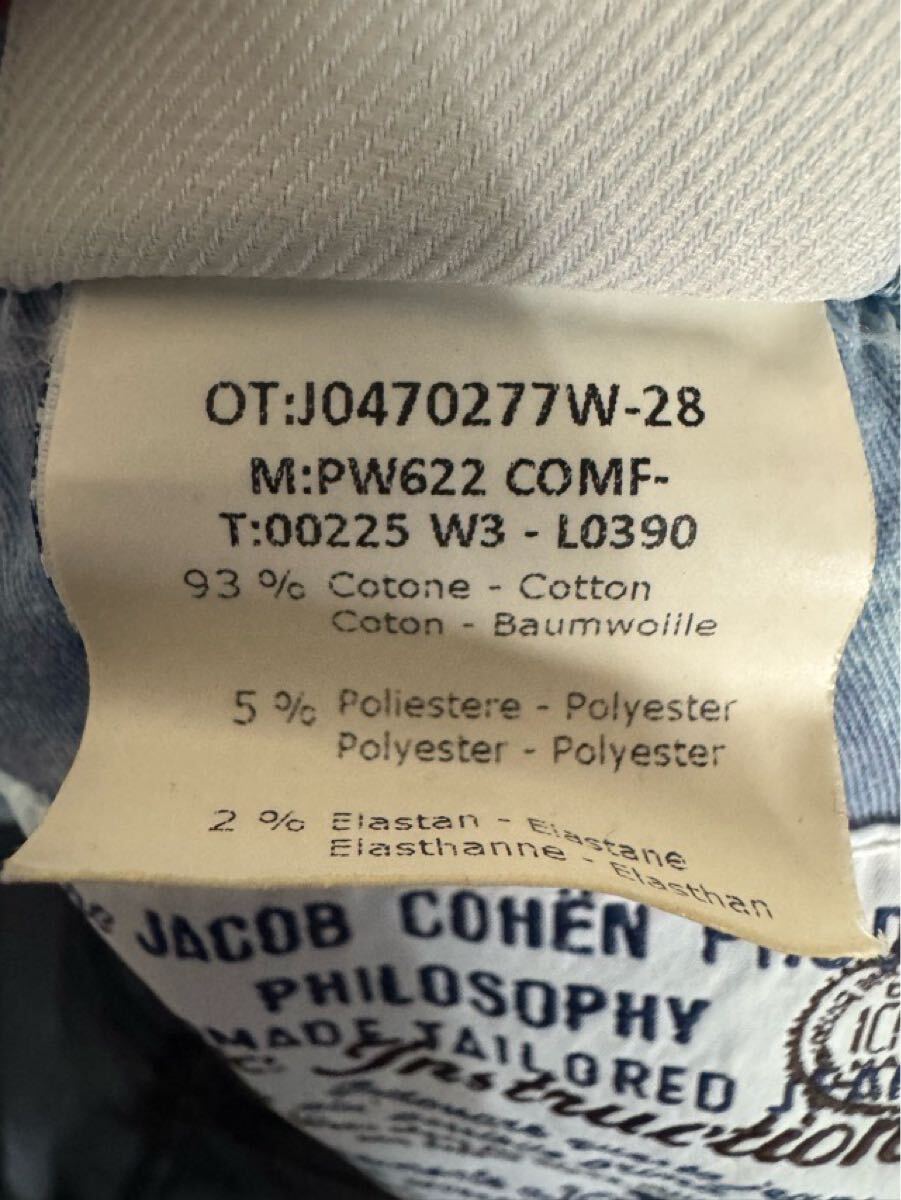 OT:J0470277W-28
M:PW622 COMF-
T:00225 W3 - L0390
93 % Cotone - Cotton
Coton - Baumwoille
5 % Poliestere - Polyester
Polyester - Polyester
2 % Elastan - Elastane
Elasthanne - Elasthan
JACOB COHËN
PHILOSOPHY
MADE TAILORED
Instruction